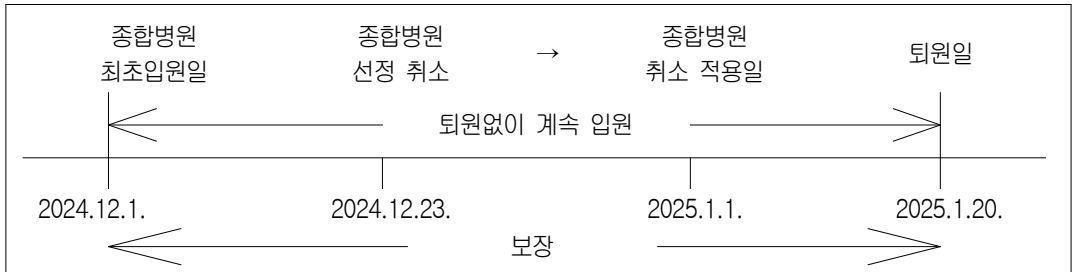 종합병원 종합병원 → 종합병원 퇴원일
최초입원일 선정 취소 취소 적용일
퇴원없이 계속 입원
2024.12.1. 2024.12.23. 2025.1.1. 2025.1.20.
보장